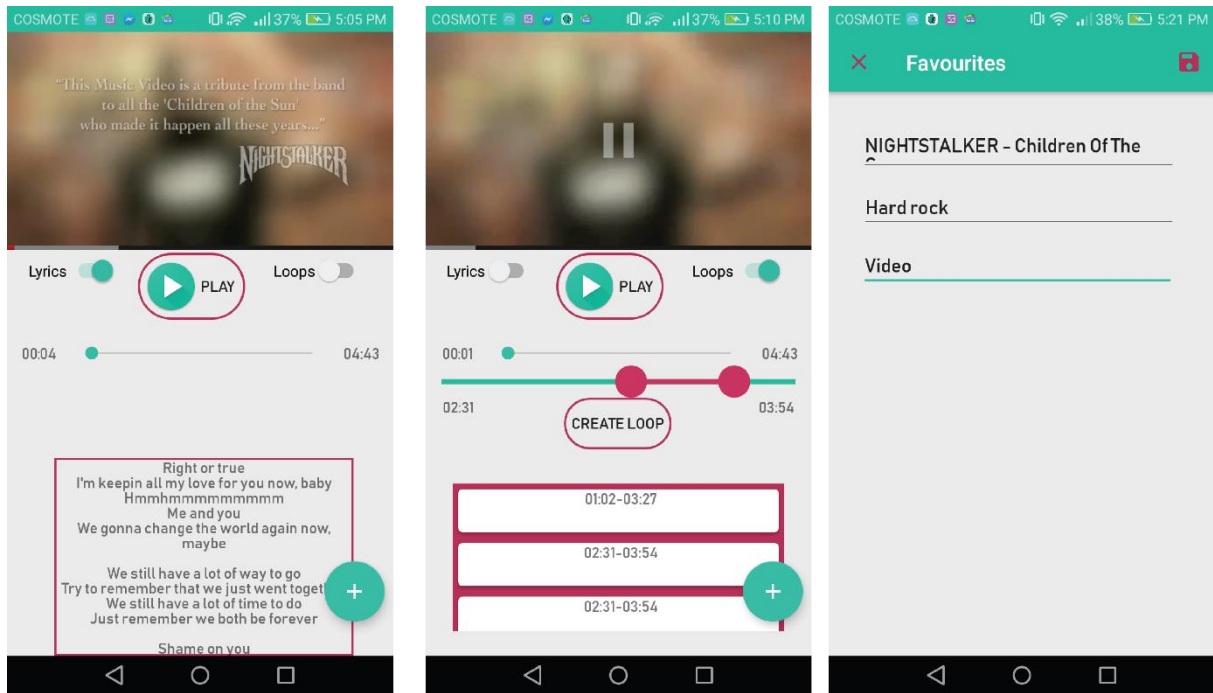 COSMOTE 37% 5:05 PM
"This Music Video is a tribute from the band
to all the 'Children of the Sun'
who made it happen all these years..."
NIGHTSTALKER
Lyrics PLAY Loops
00:04 04:43
Right or true
I'm keepin all my love for you now, baby
Hmmhmmmmmmmmm
Me and you
We gonna change the world again now,
maybe
We still have a lot of way to go
Try to remember that we just went toget
We still have a lot of time to do
Just remember we both be forever
Shame on you
+
COSMOTE 37% 5:10 PM
Lyrics PLAY Loops
00:01 04:43
02:31 03:54
CREATE LOOP
01:02-03:27
02:31-03:54
02:31-03:54
+
COSMOTE 38% 5:21 PM
Favourites
NIGHTSTALKER - Children Of The
Hard rock
Video